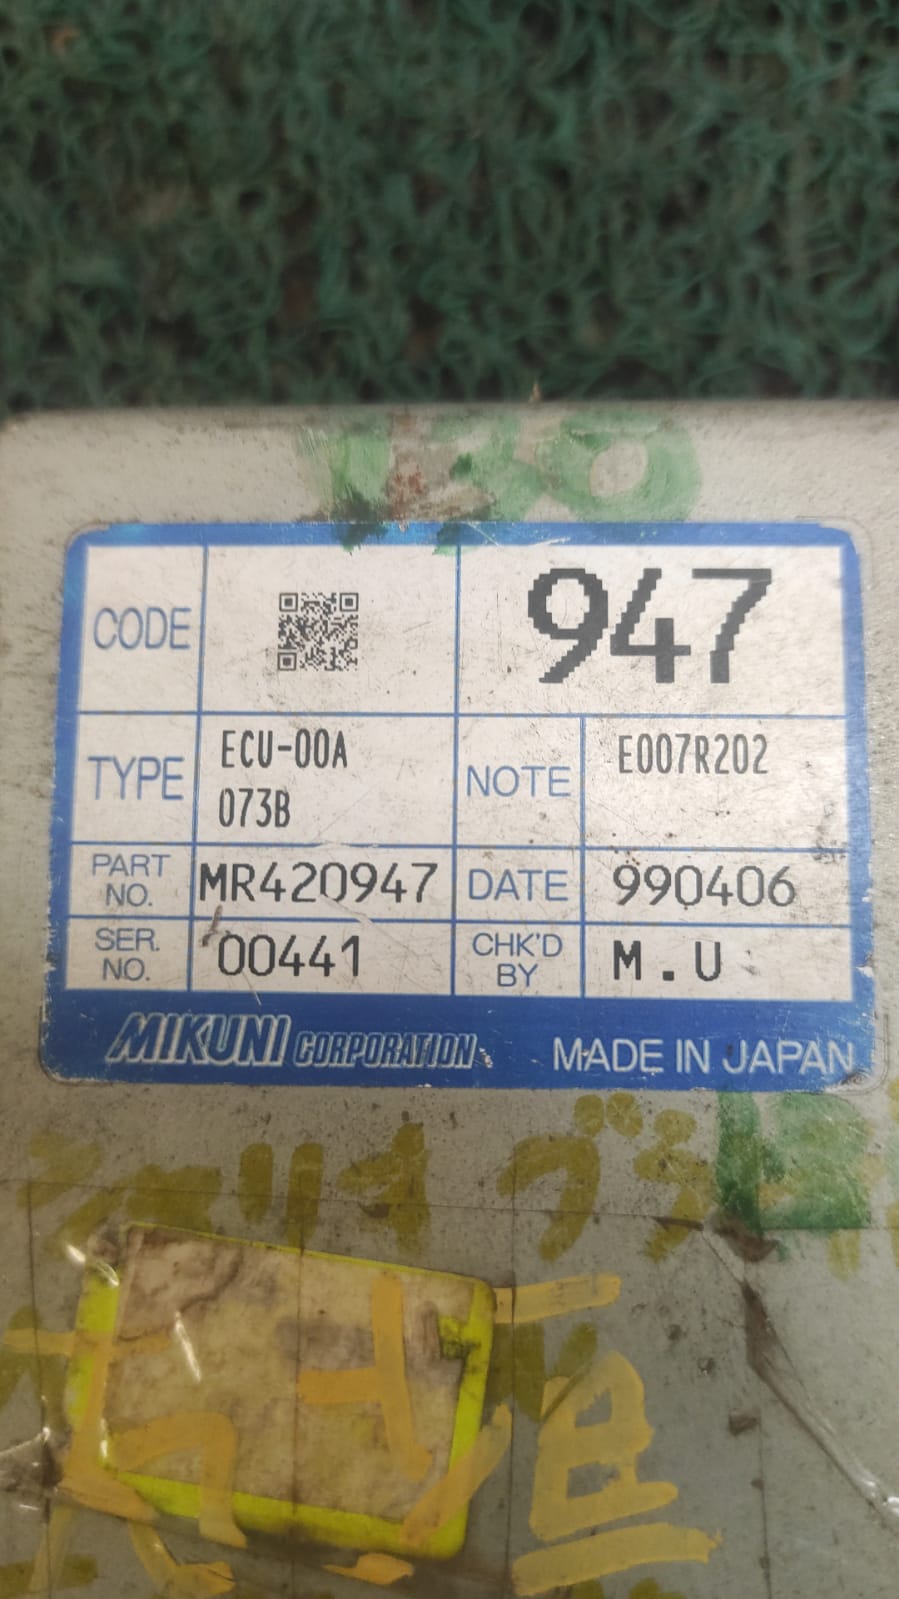 CODE 947
TYPE ECU-00A NOTE E007R202
073B
PART NO. MR420947 DATE 990406
SER. NO. 00441 CHK'D BY M.U
MIKUNI CORPORATION MADE IN JAPAN